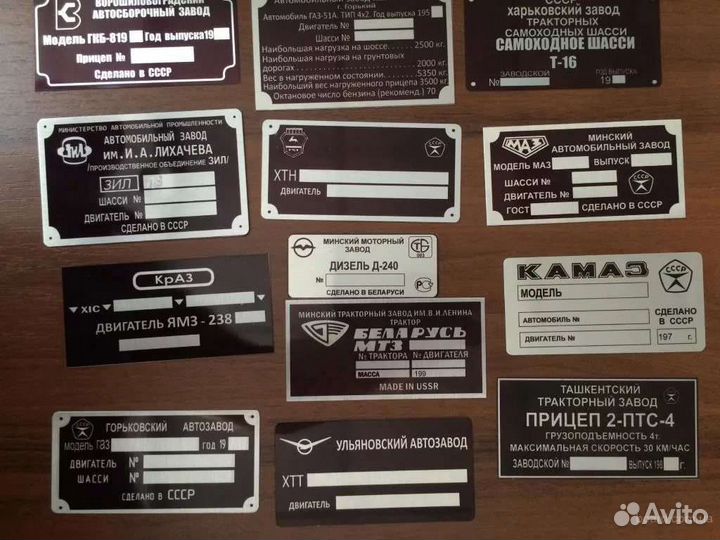 ВОРОШИЛОВГРАДСКИЙ
АВТОСБОРОЧНЫЙ ЗАВОД
Модель ГКБ-819 Год выпуска 19
Прицеп №
Сделано в СССР
г. Горький
Автомобиль ГАЗ-51А. ТИП 4х2. Год выпуска 195
Двигатель №
Шасси №
Наибольшая нагрузка на шоссе 2500 кг.
Наибольшая нагрузка на грунтовых
дорогах 2000 кг.
Вес в нагруженном состоянии 5350 кг.
Наибольший вес нагруженного прицепа 3500 кг.
Октановое число бензина (рекоменд.) 70
СССР
ХАРЬКОВСКИЙ ЗАВОД
ТРАКТОРНЫХ
САМОХОДНЫХ ШАССИ
САМОХОДНОЕ ШАССИ
Т-16
ЗАВОДСКОЙ ГОД ВЫПУСКА
№ 19
МИНИСТЕРСТВО АВТОМОБИЛЬНОЙ ПРОМЫШЛЕННОСТИ
ЗИЛ
АВТОМОБИЛЬНЫЙ ЗАВОД
ИМ. И.А. ЛИХАЧЕВА
/ПРОИЗВОДСТВЕННОЕ ОБЪЕДИНЕНИЕ ЗИЛ/
ЗИЛ
ШАССИ №
ДВИГАТЕЛЬ №
СДЕЛАНО В СССР
СССР
ХТН
ДВИГАТЕЛЬ
МАЗ
МИНСКИЙ
АВТОМОБИЛЬНЫЙ ЗАВОД
МОДЕЛЬ МАЗ ВЫПУСК
ШАССИ №
ДВИГАТЕЛЬ №
СССР
ГОСТ СДЕЛАНО В СССР
КрАЗ
▼XIC▼ ▼ ▼
ДВИГАТЕЛЬ ЯМЗ - 238
МИНСКИЙ МОТОРНЫЙ
ЗАВОД
ДИЗЕЛЬ Д-240
№
СДЕЛАНО В БЕЛАРУСИ
МИНСКИЙ ТРАКТОРНЫЙ ЗАВОД ИМ. В.И. ЛЕНИНА
ТРАКТОР
БЕЛАРУСЬ
МТЗ
№ ТРАКТОРА № ДВИГАТЕЛЯ
МАССА 199
MADE IN USSR
КАМАЗ
СССР
МОДЕЛЬ
АВТОМОБИЛЬ №
СДЕЛАНО
В СССР
ДВИГАТЕЛЬ №
197 г.
СССР
ГОРЬКОВСКИЙ АВТОЗАВОД
МОДЕЛЬ ГАЗ ГОД 19
ДВИГАТЕЛЬ №
ШАССИ №
СДЕЛАНО В СССР
УЛЬЯНОВСКИЙ АВТОЗАВОД
ХТТ
ДВИГАТЕЛЬ
ТАШКЕНТСКИЙ
ТРАКТОРНЫЙ ЗАВОД
ПРИЦЕП 2-ПТС-4
ГРУЗОПОДЪЕМНОСТЬ 4т.
МАКСИМАЛЬНАЯ СКОРОСТЬ 30 КМ/ЧАС
ЗАВОДСКОЙ № ВЫПУСК 198 г.
Avito